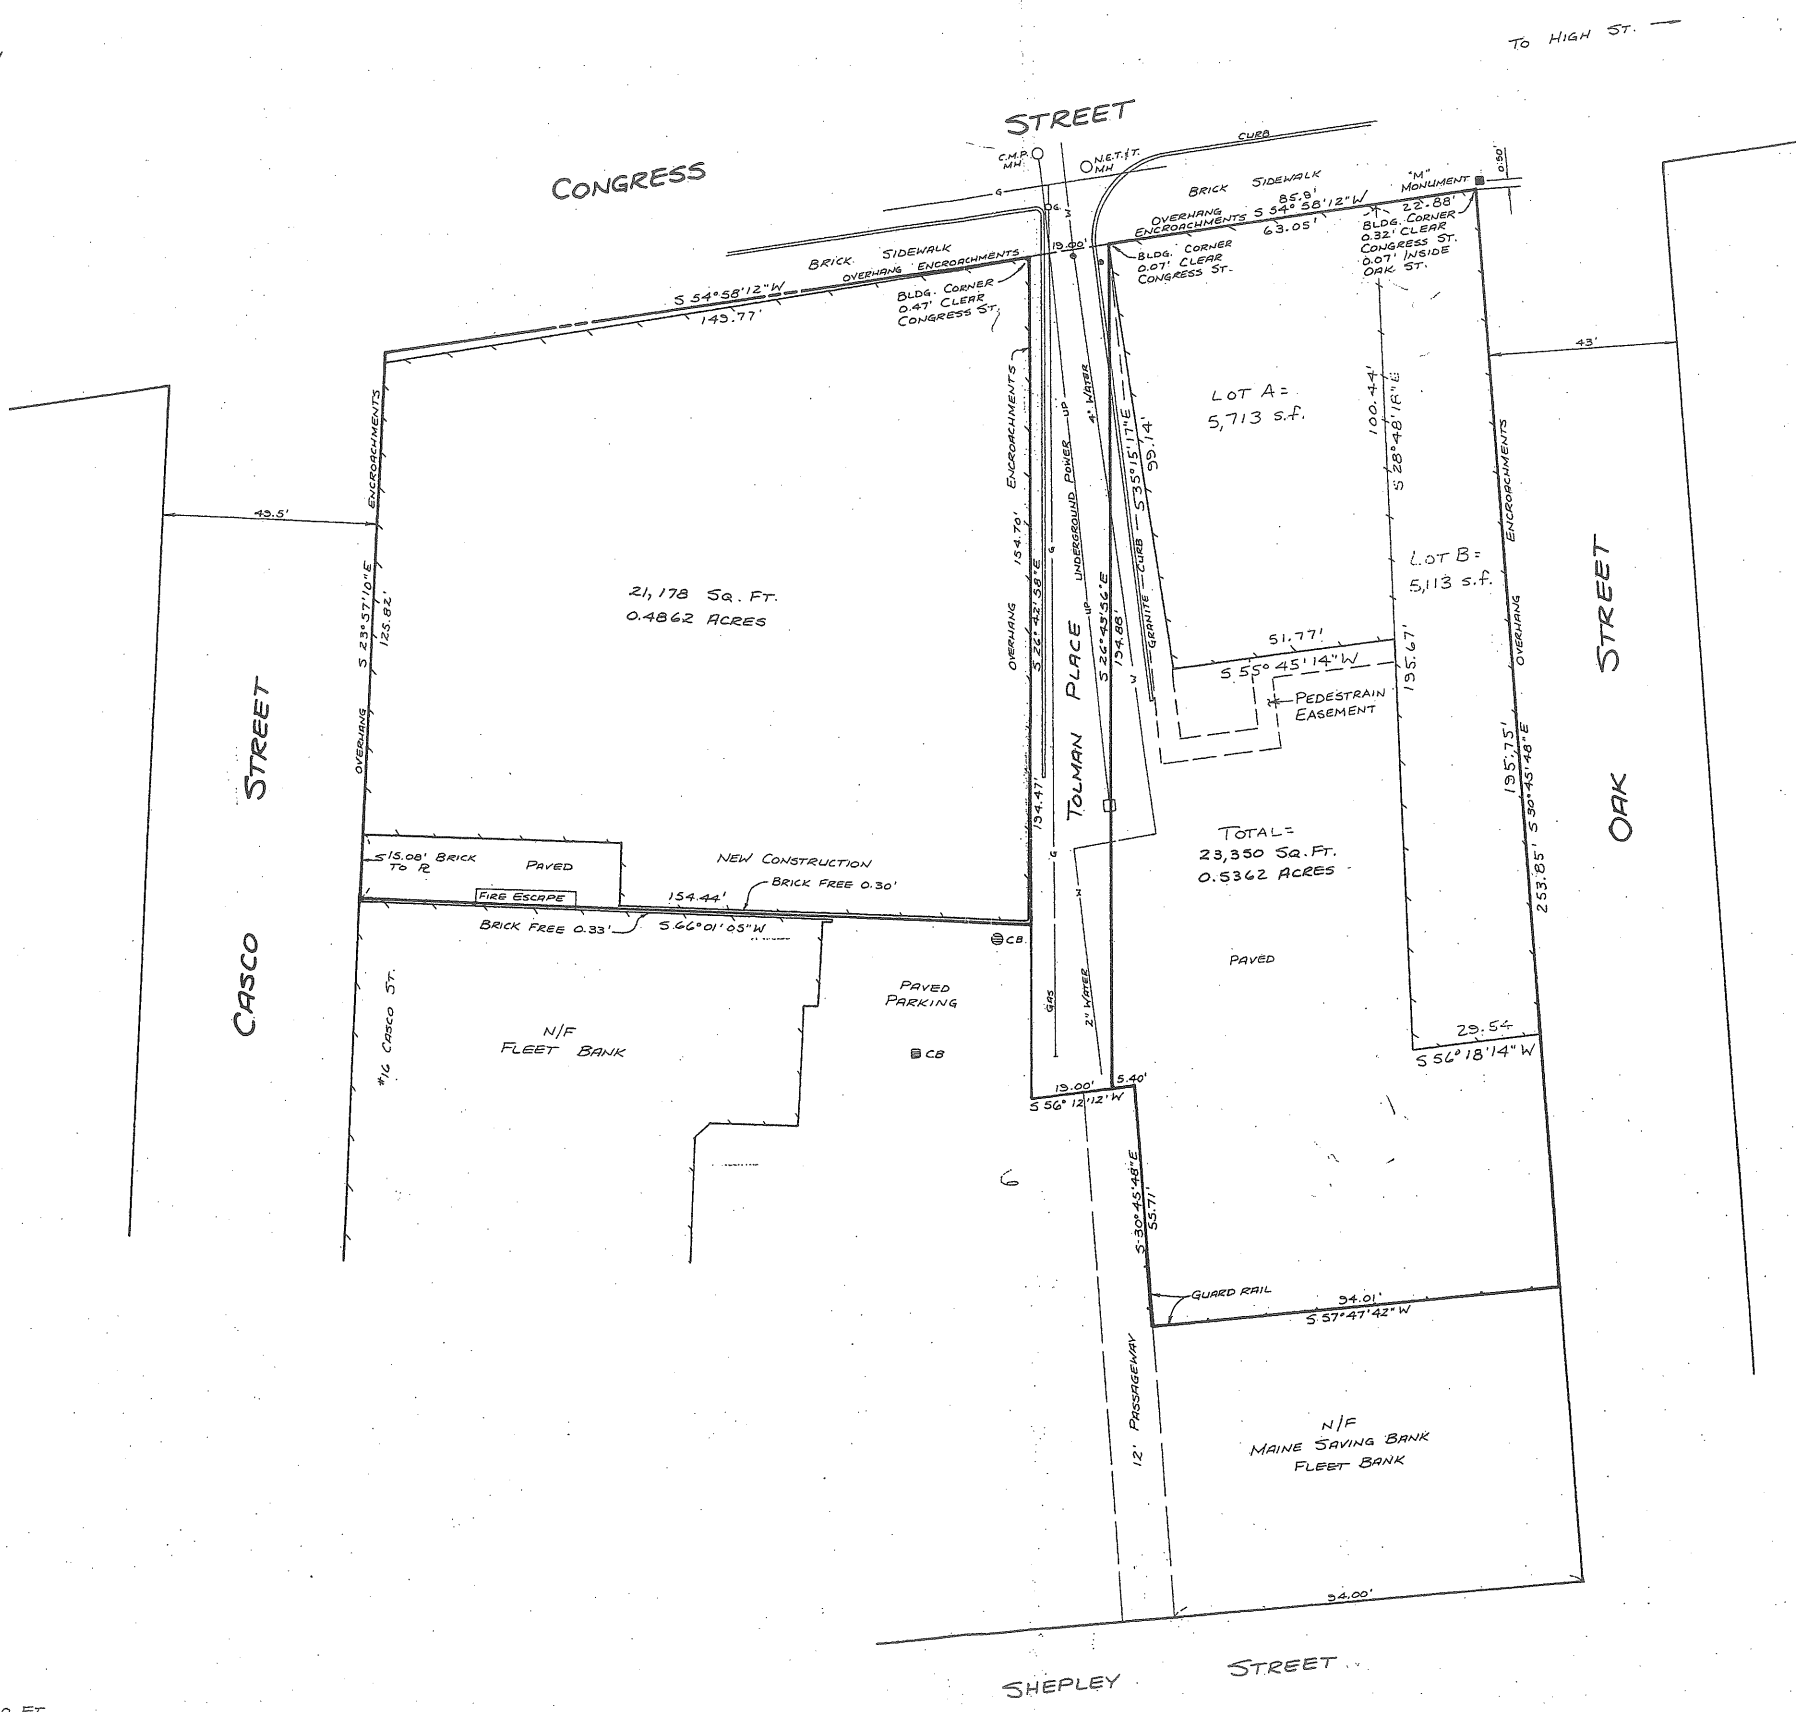 TO HIGH ST.
CONGRESS
STREET
C.M.P.
MH
N.E.T.&T.
MH
CURB
G
W
BRICK SIDEWALK
85.9'
OVERHANG
ENCROACHMENTS
S 54° 58'12" W
63.05'
"M"
MONUMENT
22.88'
0.50'
BLDG. CORNER
0.32' CLEAR
CONGRESS ST.
0.07' INSIDE
OAK ST.
BLDG. CORNER
0.07' CLEAR
CONGRESS ST.
19.00'
BRICK SIDEWALK
OVERHANG ENCROACHMENTS
S 54° 58'12" W
149.77'
BLDG. CORNER
0.47' CLEAR
CONGRESS ST.
43'
49.5'
OVERHANG ENCROACHMENTS
S 23° 57'10" E
125.82'
21,178 SQ. FT.
0.4862 ACRES
OVERHANG ENCROACHMENTS
154.70'
S 26° 42'58" E
194.47'
G
G
TOLMAN PLACE
UP UNDERGROUND POWER UP
4" WATER
S 26° 43'56" E
194.88'
W
GRANITE CURB
S 35° 15'17" E
99.14'
LOT A =
5,713 s.f.
100.44'
S 28° 48'18" E
LOT B =
5,113 s.f.
195.67'
51.77'
S 55° 45'14" W
PEDESTRAIN
EASEMENT
OVERHANG ENCROACHMENTS
195.75'
253.85' S 30° 45'48" E
OAK STREET
CASCO STREET
TOTAL =
23,350 SQ. FT.
0.5362 ACRES
PAVED
29.54
S 56° 18'14" W
15.08' BRICK
TO PL
PAVED
FIRE ESCAPE
NEW CONSTRUCTION
BRICK FREE 0.30'
154.44'
BRICK FREE 0.33'
S 66° 01'05" W
#16 CASCO ST.
N/F
FLEET BANK
PAVED
PARKING
CB
CB
GAS
2" WATER
W
19.00'
5.40'
S 56° 12'12" W
6
S 30° 45'48" E
55.71'
GUARD RAIL
94.01'
S 57° 47'42" W
12' PASSAGEWAY
N/F
MAINE SAVING BANK
FLEET BANK
94.00'
SHEPLEY STREET